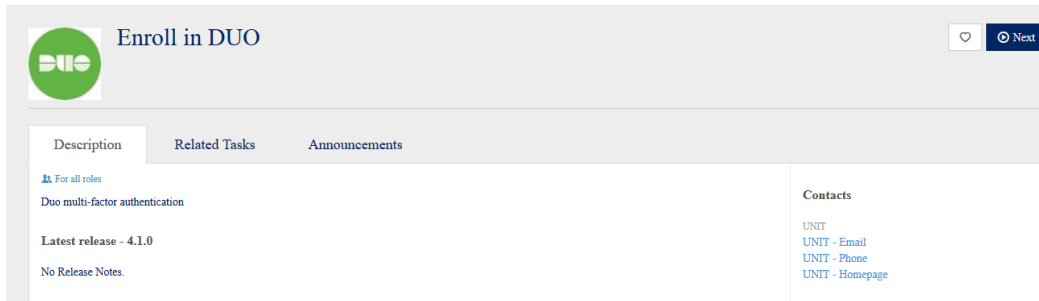 DUO
Enroll in DUO
Next
Description
Related Tasks
Announcements
For all roles
Duo multi-factor authentication
Latest release - 4.1.0
No Release Notes.
Contacts
UNIT
UNIT - Email
UNIT - Phone
UNIT - Homepage